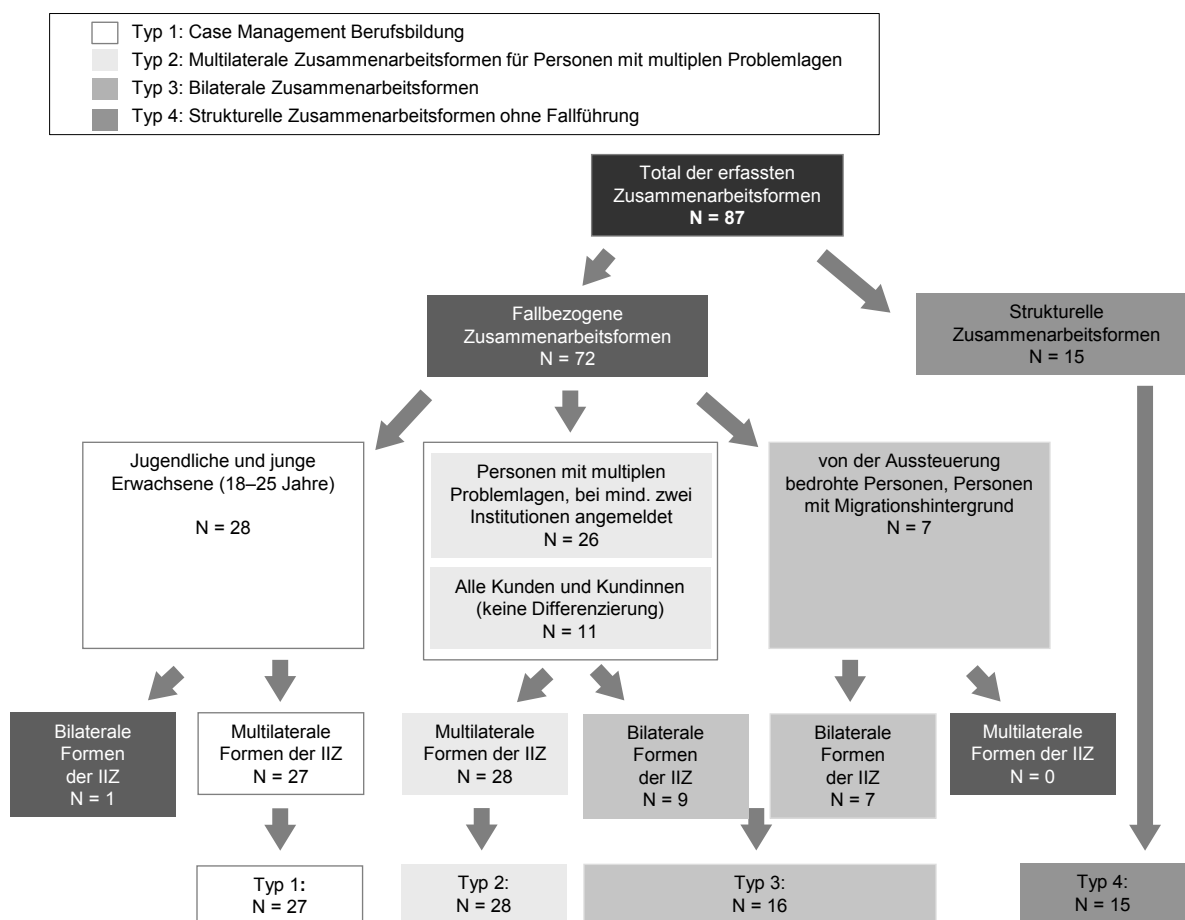 Typ 1: Case Management Berufsbildung
Typ 2: Multilaterale Zusammenarbeitsformen für Personen mit multiplen Problemlagen
Typ 3: Bilaterale Zusammenarbeitsformen
Typ 4: Strukturelle Zusammenarbeitsformen ohne Fallführung
Total der erfassten
Zusammenarbeitsformen
N = 87
Fallbezogene
Zusammenarbeitsformen
N = 72
Strukturelle
Zusammenarbeitsformen
N = 15
Jugendliche und junge
Erwachsene (18–25 Jahre)
N = 28
Personen mit multiplen
Problemlagen, bei mind. zwei
Institutionen angemeldet
N = 26
Alle Kunden und Kundinnen
(keine Differenzierung)
N = 11
von der Aussteuerung
bedrohte Personen, Personen
mit Migrationshintergrund
N = 7
Bilaterale
Formen
der IIZ
N = 1
Multilaterale
Formen der IIZ
N = 27
Multilaterale
Formen der IIZ
N = 28
Bilaterale
Formen
der IIZ
N = 9
Bilaterale
Formen
der IIZ
N = 7
Multilaterale
Formen der IIZ
N = 0
Typ 1:
N = 27
Typ 2:
N = 28
Typ 3:
N = 16
Typ 4:
N = 15